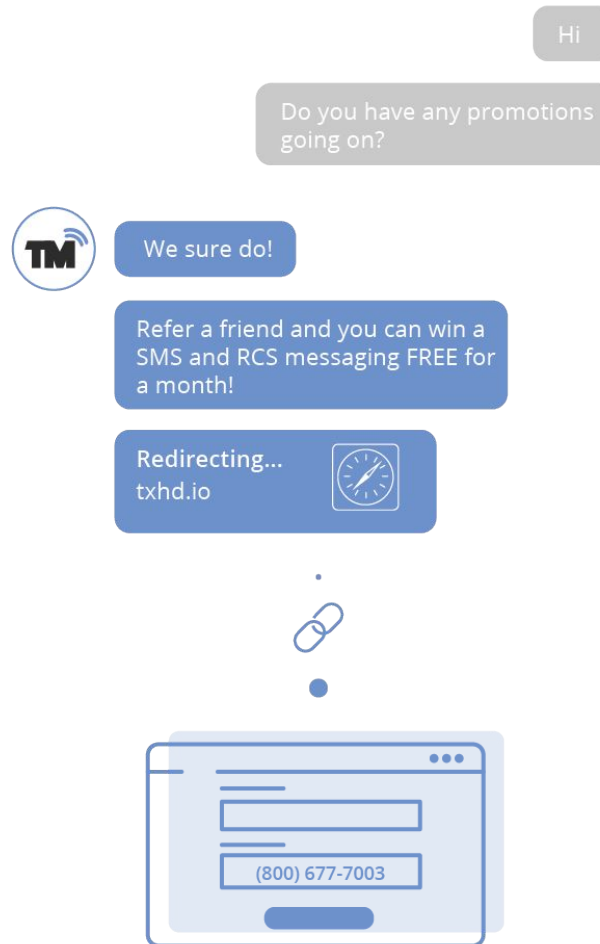 Hi
Do you have any promotions
going on?
TM
We sure do!
Refer a friend and you can win a
SMS and RCS messaging FREE for
a month!
Redirecting...
txhd.io
(800) 677-7003